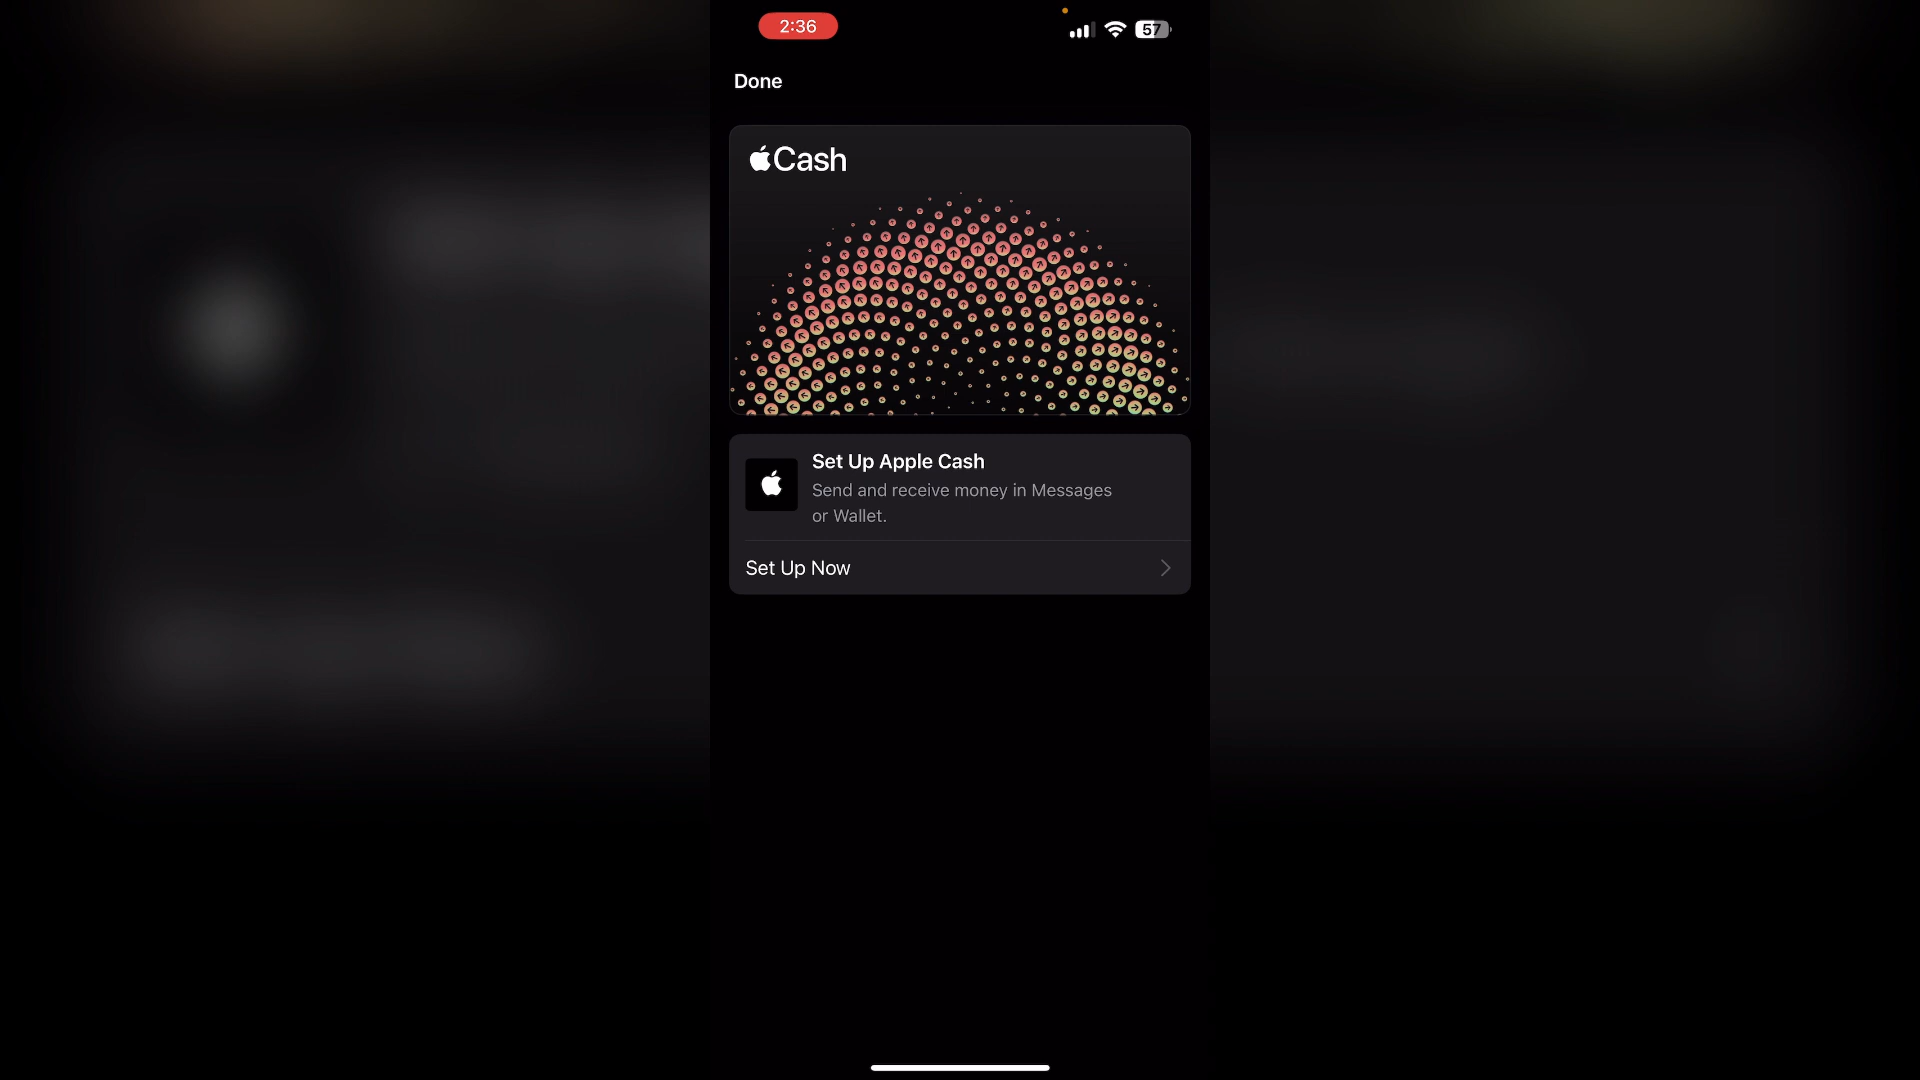 2:36
57
Done
Cash
Set Up Apple Cash
Send and receive money in Messages
or Wallet.
Set Up Now